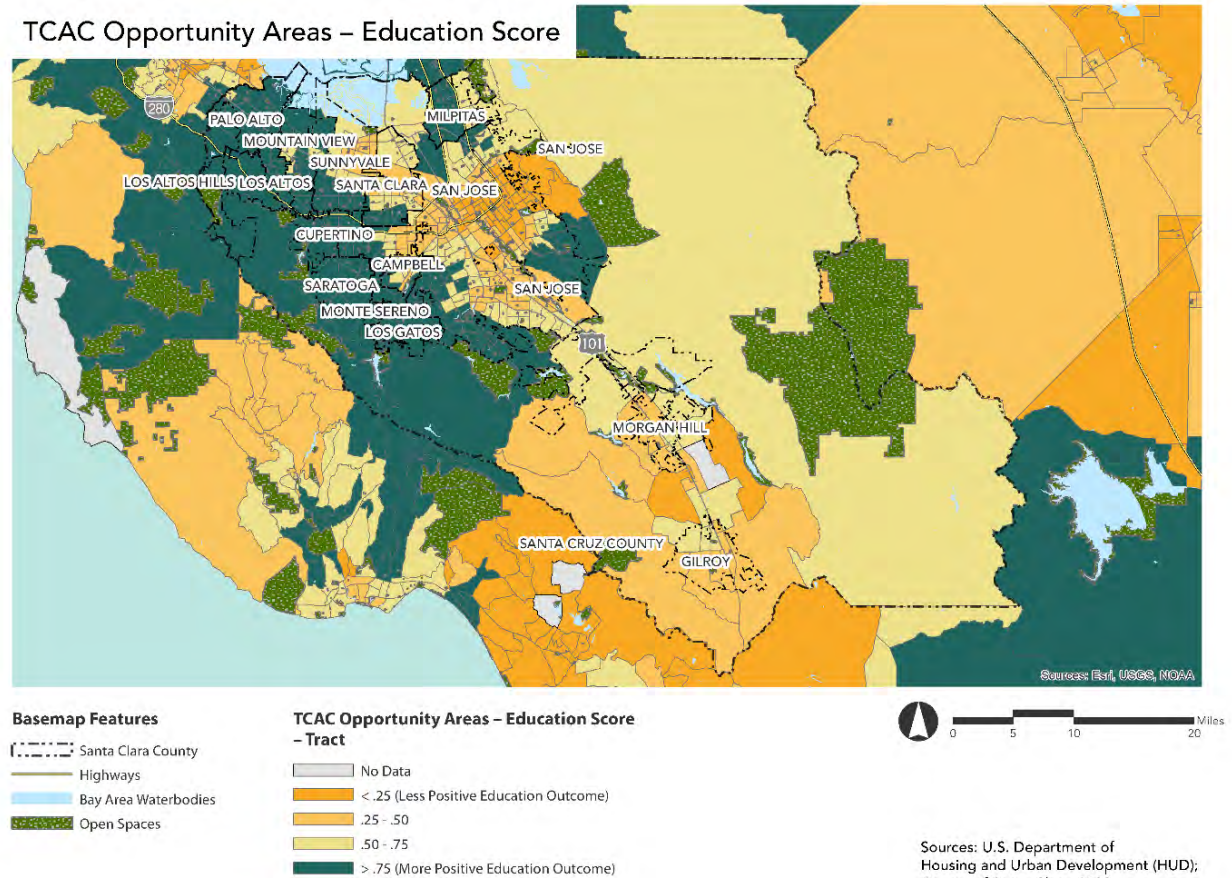 TCAC Opportunity Areas – Education Score
280
PALO ALTO
MILPITAS
MOUNTAIN VIEW
SAN JOSE
SUNNYVALE
LOS ALTOS HILLS
LOS ALTOS
SANTA CLARA
SAN JOSE
CUPERTINO
CAMPBELL
SARATOGA
SAN JOSE
MONTE SERENO
LOS GATOS
101
MORGAN HILL
SANTA CRUZ COUNTY
GILROY
Sources: Esri, USGS, NOAA
Basemap Features
Santa Clara County
Highways
Bay Area Waterbodies
Open Spaces
TCAC Opportunity Areas – Education Score
– Tract
No Data
< .25 (Less Positive Education Outcome)
.25 - .50
.50 - .75
> .75 (More Positive Education Outcome)
Miles
0 5 10 20
Sources: U.S. Department of
Housing and Urban Development (HUD);